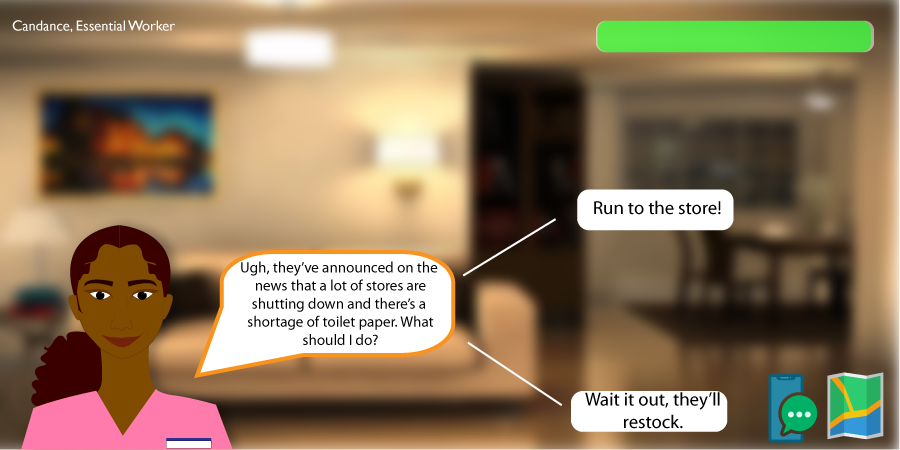 Candance, Essential Worker
Run to the store!
Ugh, they've announced on the
news that a lot of stores are
shutting down and there's a
shortage of toilet paper. What
should I do?
Wait it out, they'll
restock.